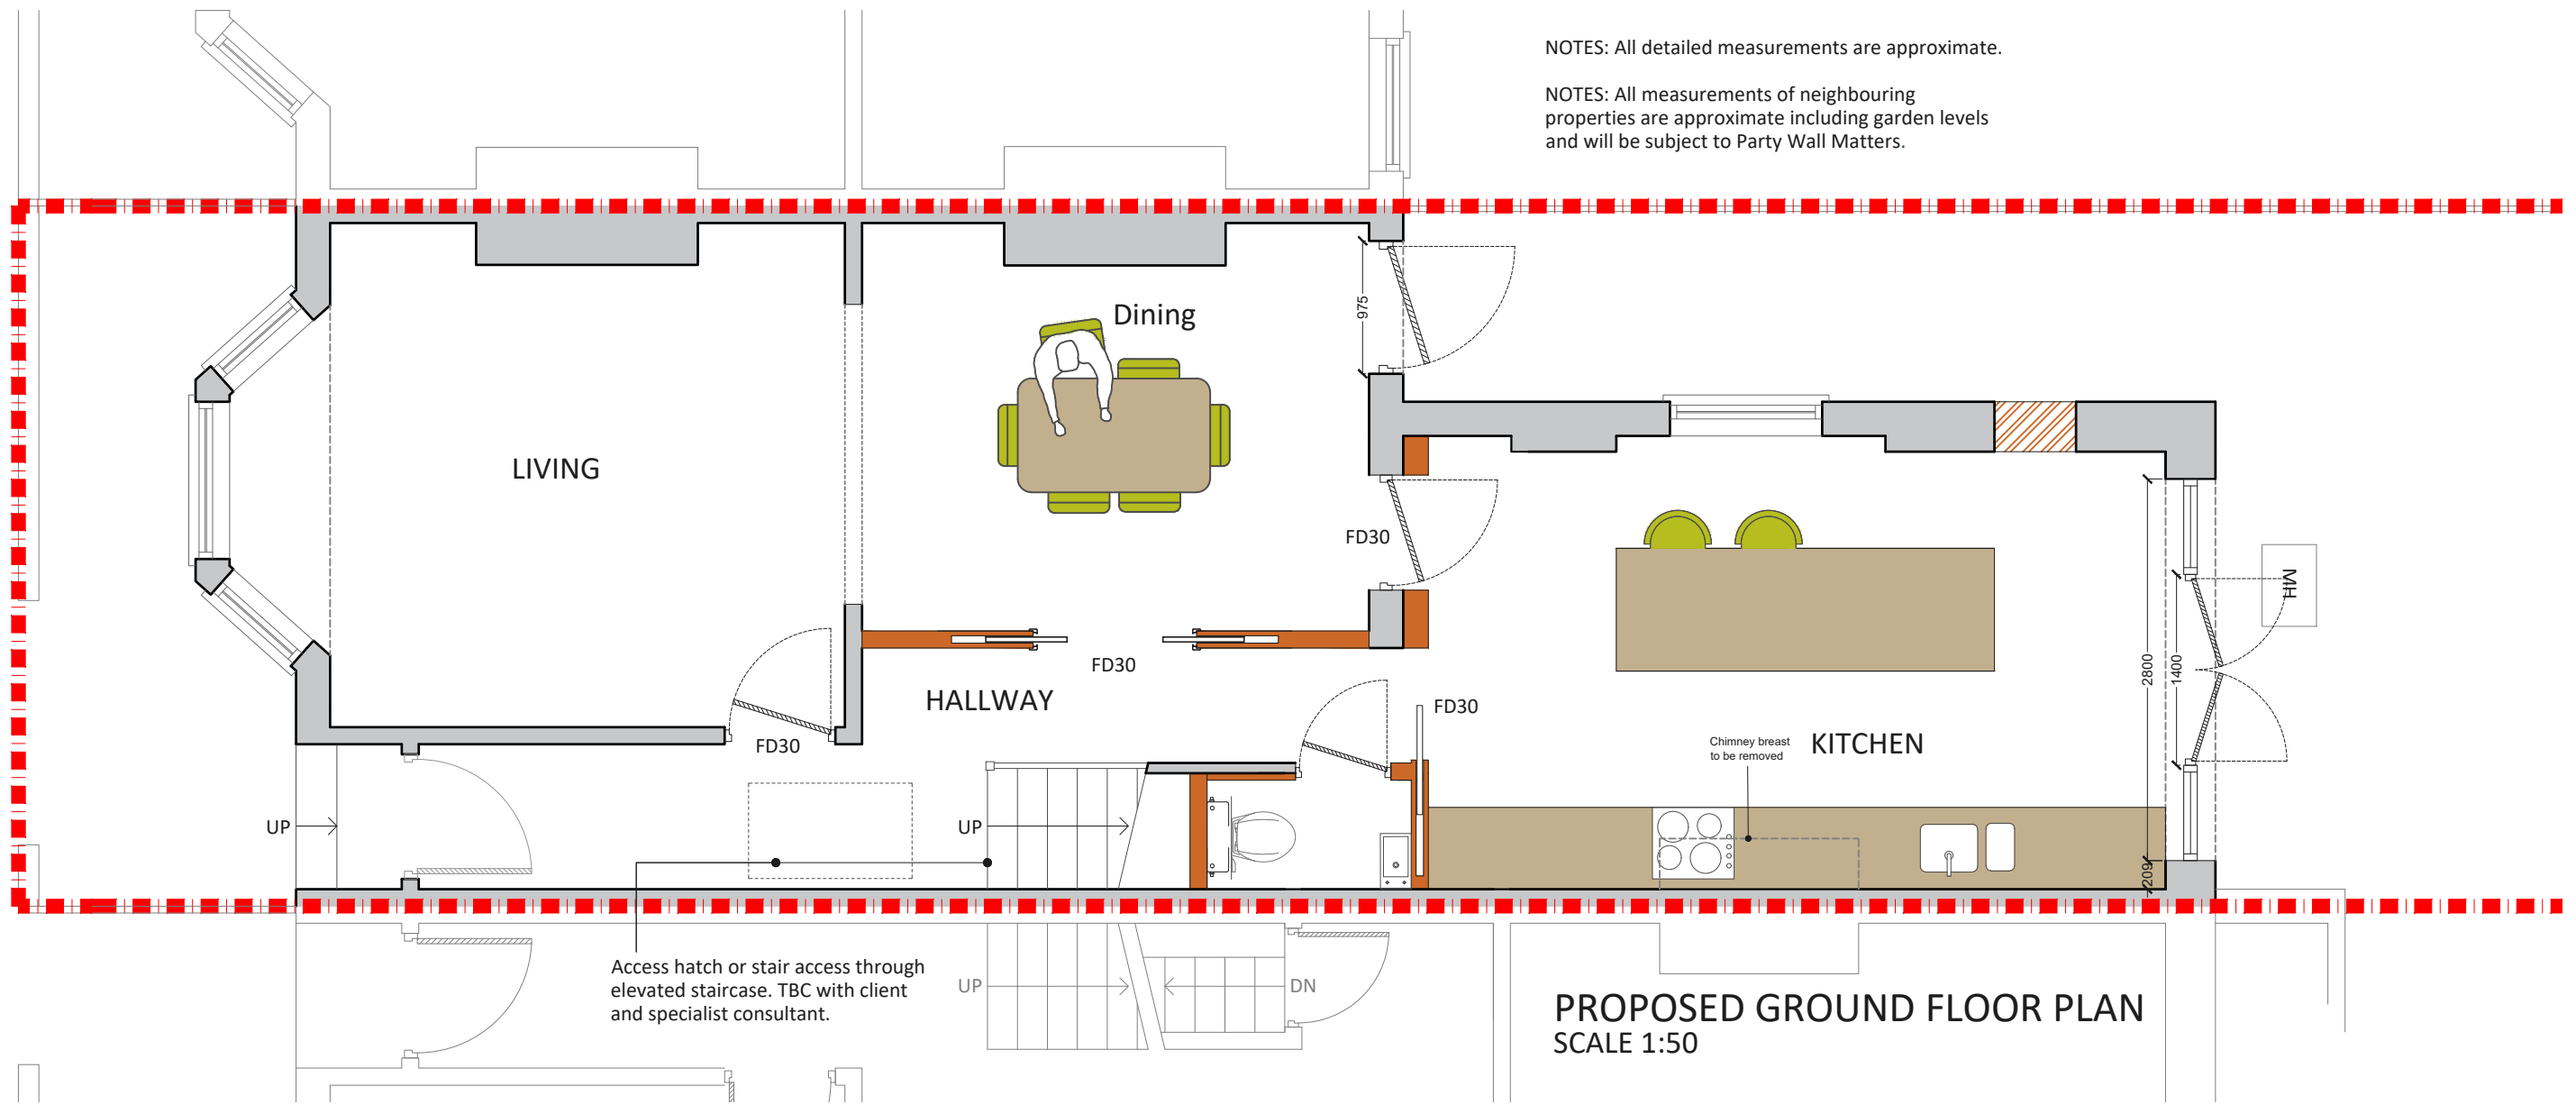 NOTES: All detailed measurements are approximate.
NOTES: All measurements of neighbouring
properties are approximate including garden levels
and will be subject to Party Wall Matters.
975
Dining
LIVING
FD30
MH
FD30
HALLWAY
FD30
FD30
2800
1400
Chimney breast
to be removed
KITCHEN
UP
UP
209
Access hatch or stair access through
elevated staircase. TBC with client
and specialist consultant.
UP
DN
PROPOSED GROUND FLOOR PLAN
SCALE 1:50